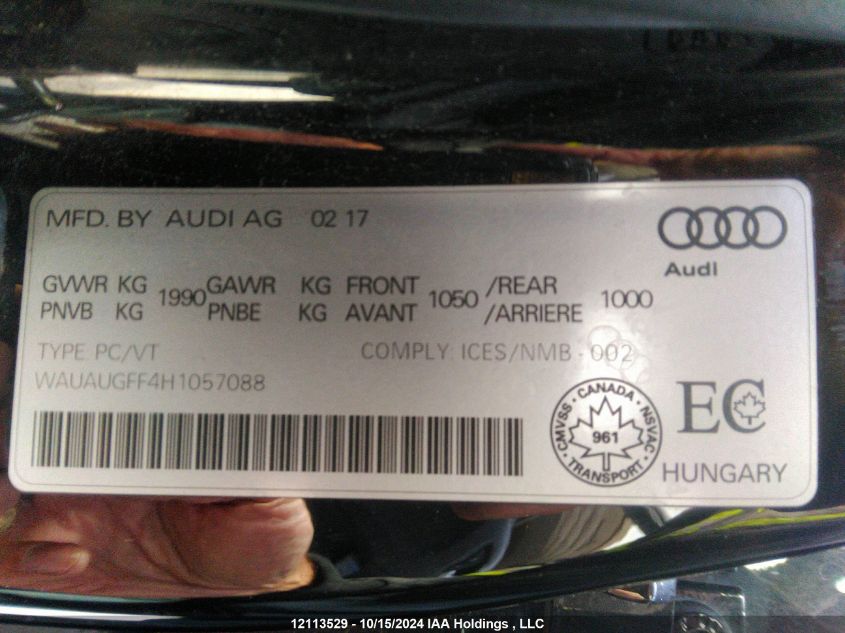 MFD. BY AUDI AG 02 17
Audi
GVWR KG 1990 GAWR KG FRONT 1050 /REAR 1000
PNVB KG PNBE KG AVANT /ARRIERE
TYPE: PC/VT COMPLY: ICES/NMB - 002
WAUAUGFF4H1057088
CANADA
CMVSS NSVAC
961
TRANSPORT
EC
HUNGARY
12113529 - 10/15/2024 IAA Holdings , LLC